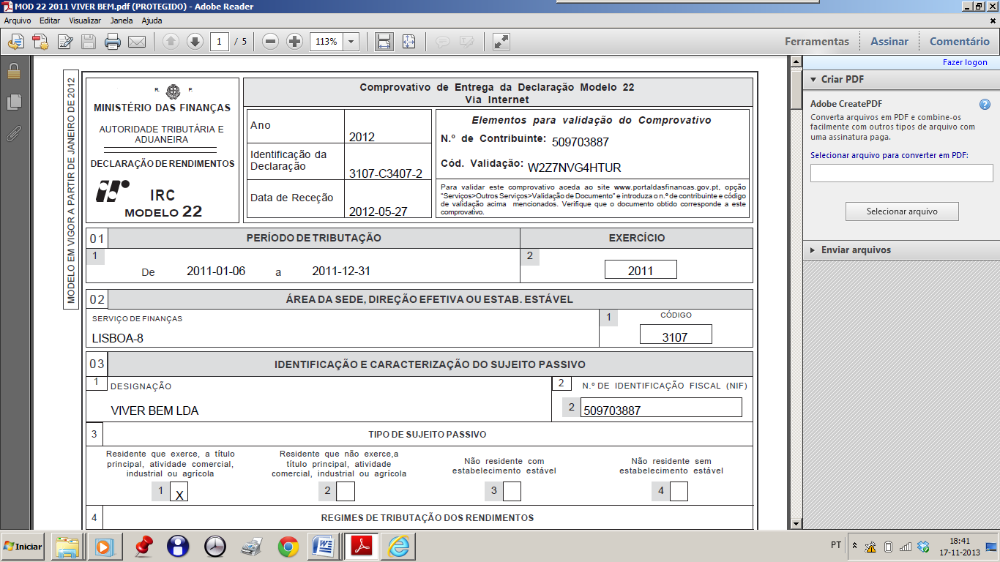 MOD 22 2011 VIVER BEM.pdf (PROTEGIDO) - Adobe Reader
Arquivo Editar Visualizar Janela Ajuda
1 / 5 113% Ferramentas Assinar Comentário
Fazer logon
Criar PDF
Adobe CreatePDF
Converta arquivos em PDF e combine-os
facilmente com outros tipos de arquivo com
uma assinatura paga.
Selecionar arquivo para converter em PDF:
Selecionar arquivo
Enviar arquivos
MODELO EM VIGOR A PARTIR DE JANEIRO DE 2012
R. P.
MINISTÉRIO DAS FINANÇAS
AUTORIDADE TRIBUTÁRIA E
ADUANEIRA
DECLARAÇÃO DE RENDIMENTOS
IRC
MODELO 22
Comprovativo de Entrega da Declaração Modelo 22
Via Internet
Ano
2012
Identificação da
Declaração
3107-C3407-2
Data de Receção
2012-05-27
Elementos para validação do Comprovativo
N.º de Contribuinte: 509703887
Cód. Validação: W2Z7NVG4HTUR
Para validar este comprovativo aceda ao site www.portaldasfinancas.gov.pt, opção
"Serviços>Outros Serviços>Validação de Documento" e introduza o n.º de contribuinte e código
de validação acima mencionados. Verifique que o documento obtido corresponde a este
comprovativo.
01 PERÍODO DE TRIBUTAÇÃO EXERCÍCIO
1 De 2011-01-06 a 2011-12-31 2 2011
02 ÁREA DA SEDE, DIREÇÃO EFETIVA OU ESTAB. ESTÁVEL
SERVIÇO DE FINANÇAS 1 CÓDIGO
LISBOA-8 3107
03 IDENTIFICAÇÃO E CARACTERIZAÇÃO DO SUJEITO PASSIVO
1 DESIGNAÇÃO 2 N.º DE IDENTIFICAÇÃO FISCAL (NIF)
VIVER BEM LDA 2 509703887
3 TIPO DE SUJEITO PASSIVO
Residente que exerce, a título
principal, atividade comercial,
industrial ou agrícola
1 X
Residente que não exerce,a
título principal, atividade
comercial, industrial ou agrícola
2
Não residente com
estabelecimento estável
3
Não residente sem
estabelecimento estável
4
4 REGIMES DE TRIBUTAÇÃO DOS RENDIMENTOS
Iniciar PT 18:41
17-11-2013